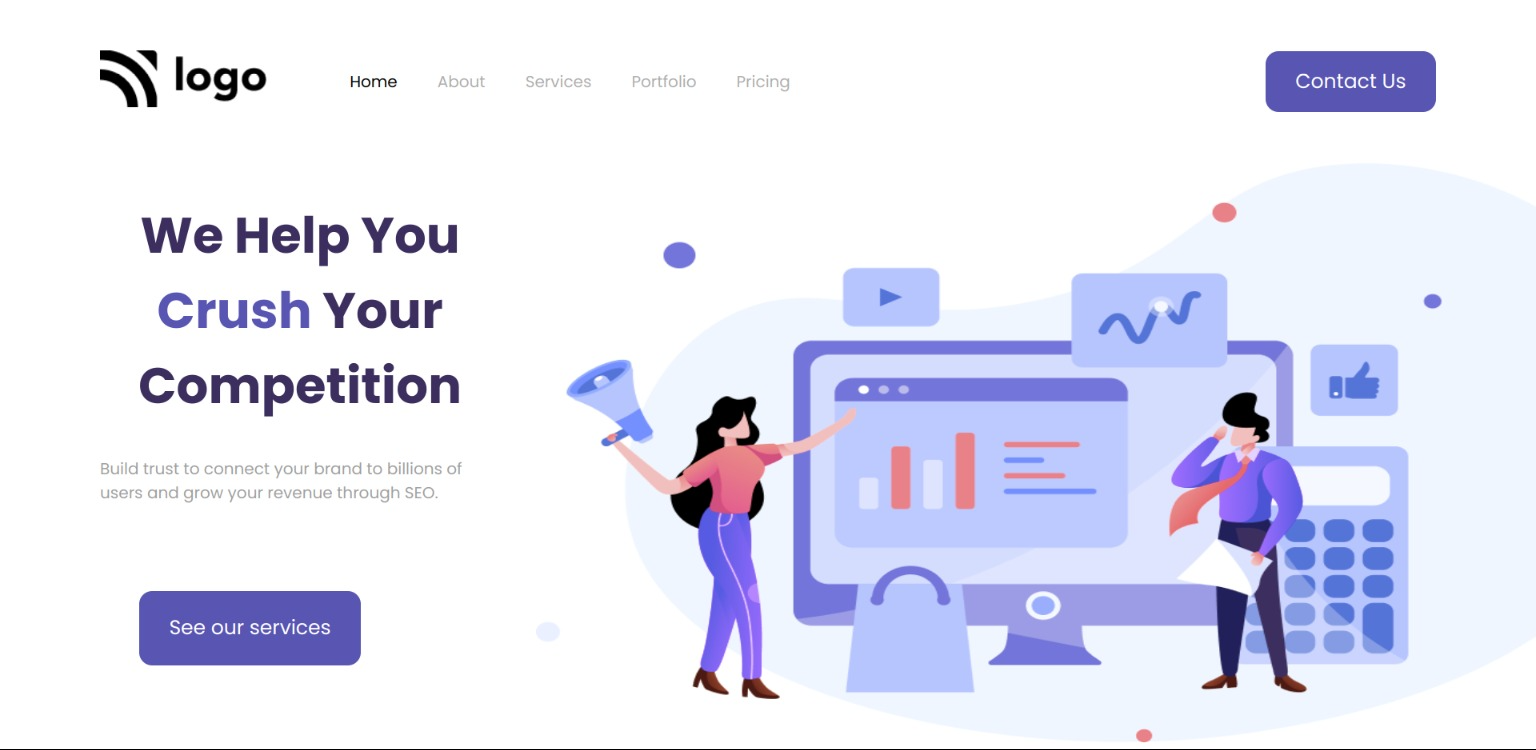 logo
Home About Services Portfolio Pricing
Contact Us
We Help You
Crush Your
Competition
Build trust to connect your brand to billions of
users and grow your revenue through SEO.
See our services